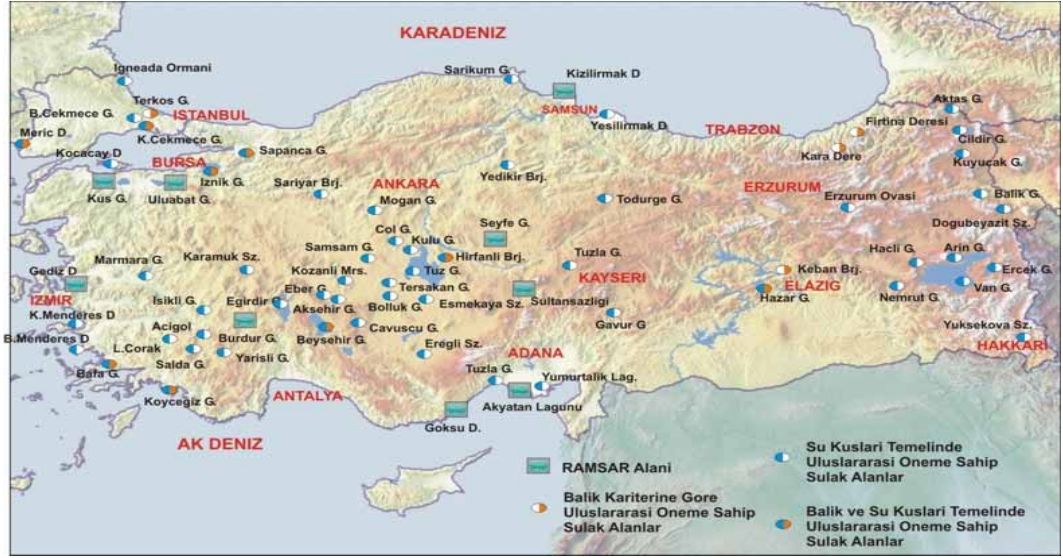 KARADENIZ
Igneada Ormani
Sarikum G.
Kizilirmak D
Terkos G.
B.Cekmece G.
ISTANBUL
SAMSUN
Aktas G.
Meric D.
K.Cekmece G.
Yesilirmak D
TRABZON
Firtina Deresi
Kocacay D
Sapanca G.
Cildir G.
BURSA
Kara Dere
Kuyucak G.
Iznik G.
Yedikir Brj.
Kus G.
Uluabat G.
Sariyar Brj.
ANKARA
ERZURUM
Mogan G.
Todurge G.
Erzurum Ovasi
Balik G.
Seyfe G.
Dogubeyazit Sz.
Col G.
Kulu G.
Samsam G.
Hirfanli Brj.
Tuzla G.
Hacli G.
Arin G.
Marmara G.
Karamuk Sz.
Kozanli Mrs.
Tuz G.
KAYSERI
Keban Brj.
Ercek G.
Gediz D
Eber G.
Tersakan G.
ELAZIG
IZMIR
Isikli G.
Egirdir G
Aksehir G.
Bolluk G.
Esmekaya Sz.
Sultansazligi
Hazar G.
Nemrut G.
Van G.
K.Menderes D
Gavur G
Acigol
Burdur G.
Cavuscu G.
Yuksekova Sz.
B.Menderes D
L.Corak
Beysehir G.
HAKKARI
Salda G.
Yarisli G.
Eregli Sz.
ADANA
Bafa G.
Tuzla G.
Yumurtalik Lag.
Koycegiz G.
ANTALYA
Akyatan Lagunu
Goksu D.
AK DENIZ
RAMSAR Alani
Balik Kariterine Gore
Uluslararasi Oneme Sahip
Sulak Alanlar
Su Kuslari Temelinde
Uluslararasi Oneme Sahip
Sulak Alanlar
Balik ve Su Kuslari Temelinde
Uluslararasi Oneme Sahip
Sulak Alanlar